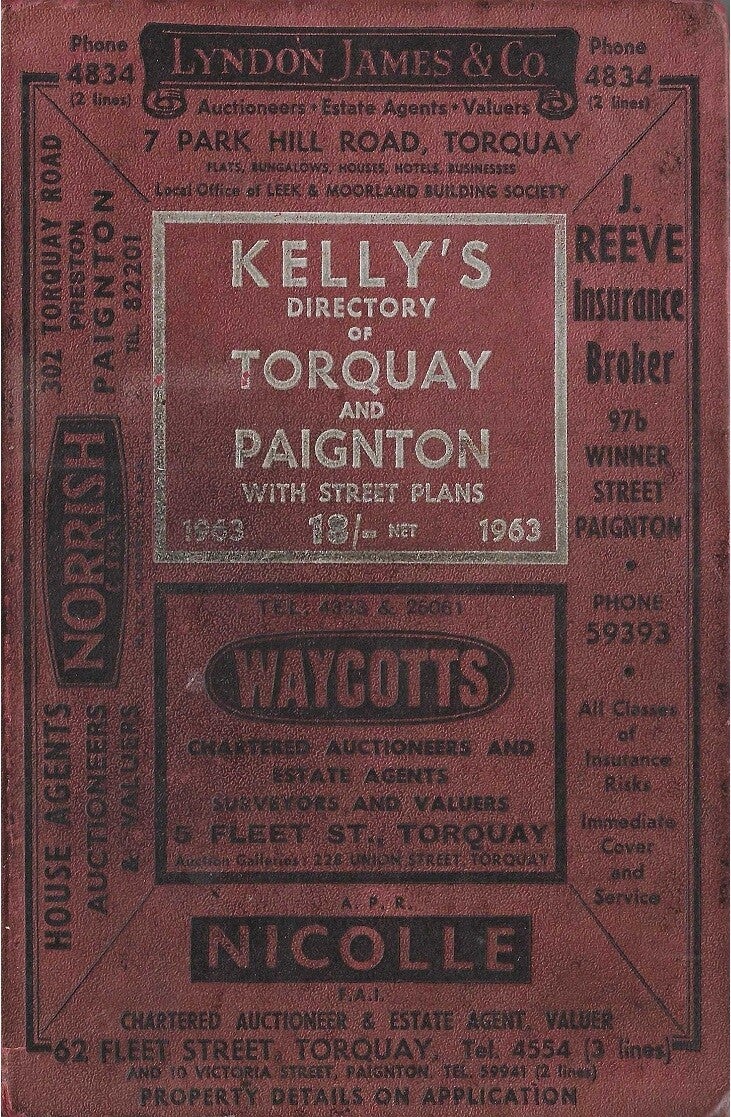 Phone
4834
(2 lines)
LYNDON JAMES & CO.
Phone
4834
(2 lines)
Auctioneers • Estate Agents • Valuers
7 PARK HILL ROAD, TORQUAY
FLATS, BUNGALOWS, HOUSES, HOTELS, BUSINESSES
Local Office of LEEK & MOORLAND BUILDING SOCIETY
302 TORQUAY ROAD
PRESTON
PAIGNTON
TEL. 82201
NORRISH
HOUSE AGENTS
AUCTIONEERS
& VALUERS
KELLY'S
DIRECTORY
OF
TORQUAY
AND
PAIGNTON
WITH STREET PLANS
1963 18/- NET 1963
J.
REEVE
Insurance
Broker
97b
WINNER
STREET
PAIGNTON
•
PHONE
59393
•
All Classes
of
Insurance
Risks
Immediate
Cover
and
Service
TEL: 4333 & 25061
WAYCOTTS
CHARTERED AUCTIONEERS AND
ESTATE AGENTS
SURVEYORS AND VALUERS
5 FLEET ST., TORQUAY
Auction Galleries: 228 UNION STREET, TORQUAY
A. P. R.
NICOLLE
F.A.I.
CHARTERED AUCTIONEER & ESTATE AGENT, VALUER
62 FLEET STREET, TORQUAY. Tel. 4554 (3 lines)
AND 10 VICTORIA STREET, PAIGNTON. TEL. 59941 (2 lines)
PROPERTY DETAILS ON APPLICATION